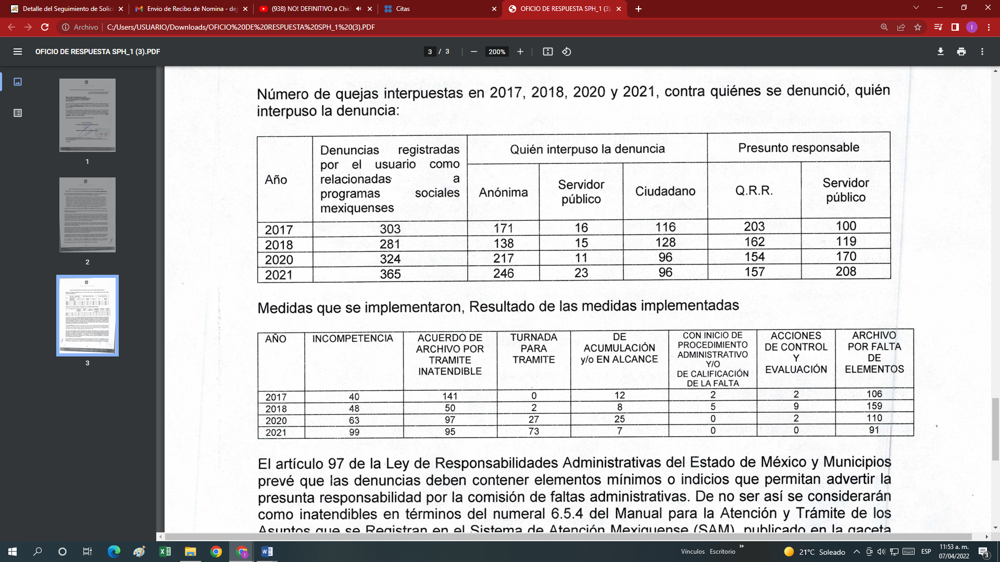 Detalle del Seguimiento de Solici
Envio de Recibo de Nomina - de
(938) NO! DEFINITIVO a Chic
Citas
OFICIO DE RESPUESTA SPH_1 (3)
Archivo
C:/Users/USUARIO/Downloads/OFICIO%20DE%20RESPUESTA%20SPH_1%20(3).PDF
I
OFICIO DE RESPUESTA SPH_1 (3).PDF
3 / 3
200%
1
2
3
Número de quejas interpuestas en 2017, 2018, 2020 y 2021, contra quiénes se denunció, quién
interpuso la denuncia:
Año
Denuncias registradas
por el usuario como
relacionadas a
programas sociales
mexiquenses
Quién interpuso la denuncia
Presunto responsable
Anónima
Servidor
público
Ciudadano
Q.R.R.
Servidor
público
2017 303 171 16 116 203 100
2018 281 138 15 128 162 119
2020 324 217 11 96 154 170
2021 365 246 23 96 157 208
Medidas que se implementaron, Resultado de las medidas implementadas
AÑO
INCOMPETENCIA
ACUERDO DE
ARCHIVO POR
TRAMITE
INATENDIBLE
TURNADA
PARA
TRAMITE
DE
ACUMULACIÓN
y/o EN ALCANCE
CON INICIO DE
PROCEDIMIENTO
ADMINISTRATIVO
Y/O
DE CALIFICACIÓN
DE LA FALTA
ACCIONES
DE CONTROL
Y
EVALUACIÓN
ARCHIVO
POR FALTA
DE
ELEMENTOS
2017 40 141 0 12 2 2 106
2018 48 50 2 8 5 9 159
2020 63 97 27 25 0 2 110
2021 99 95 73 7 0 0 91
El artículo 97 de la Ley de Responsabilidades Administrativas del Estado de México y Municipios
prevé que las denuncias deben contener elementos mínimos o indicios que permitan advertir la
presunta responsabilidad por la comisión de faltas administrativas. De no ser así se considerarán
como inatendibles en términos del numeral 6.5.4 del Manual para la Atención y Trámite de los
Asuntos que se Registran en el Sistema de Atención Mexiquense (SAM), publicado en la gaceta
Vínculos Escritorio
21°C Soleado
ESP
11:53 a. m.
07/04/2022
3